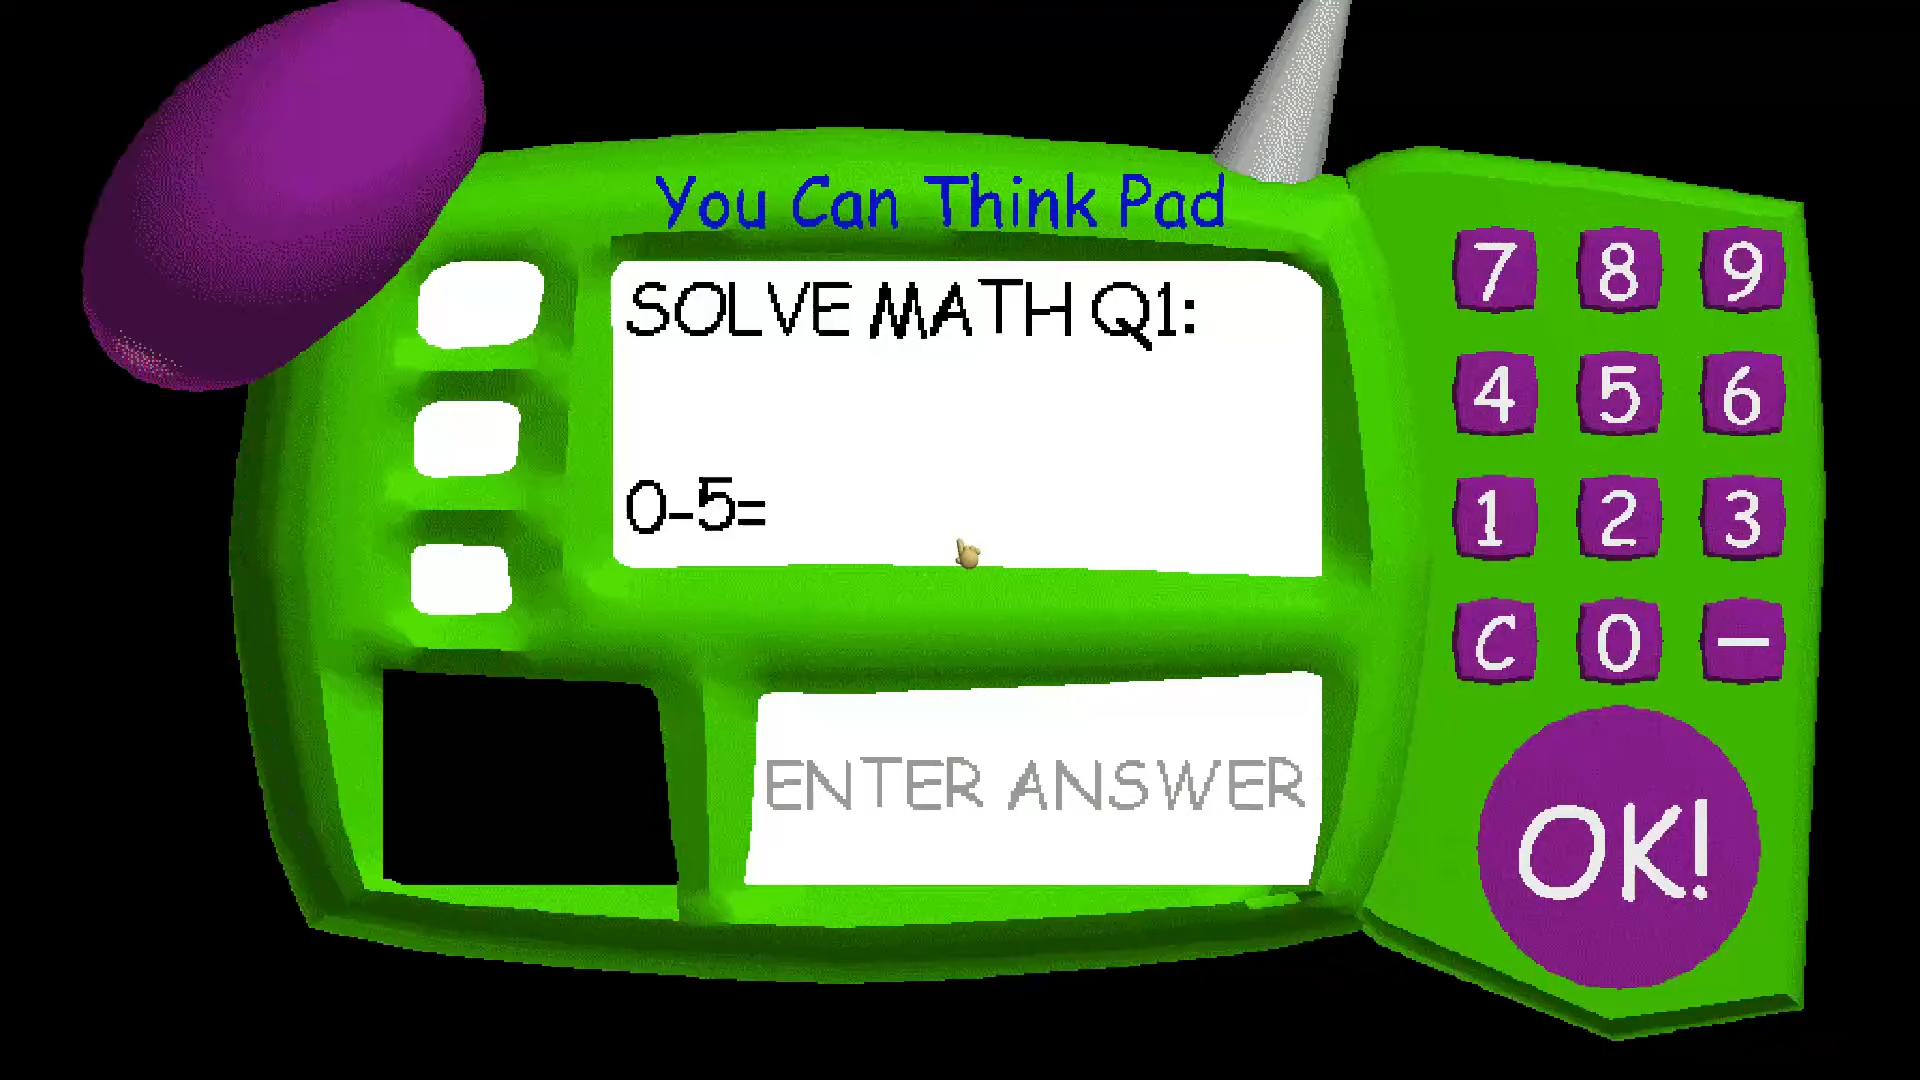 You Can Think Pad
SOLVE MATH Q1:
0-5=
ENTER ANSWER
7 8 9
4 5 6
1 2 3
C 0 -
OK!